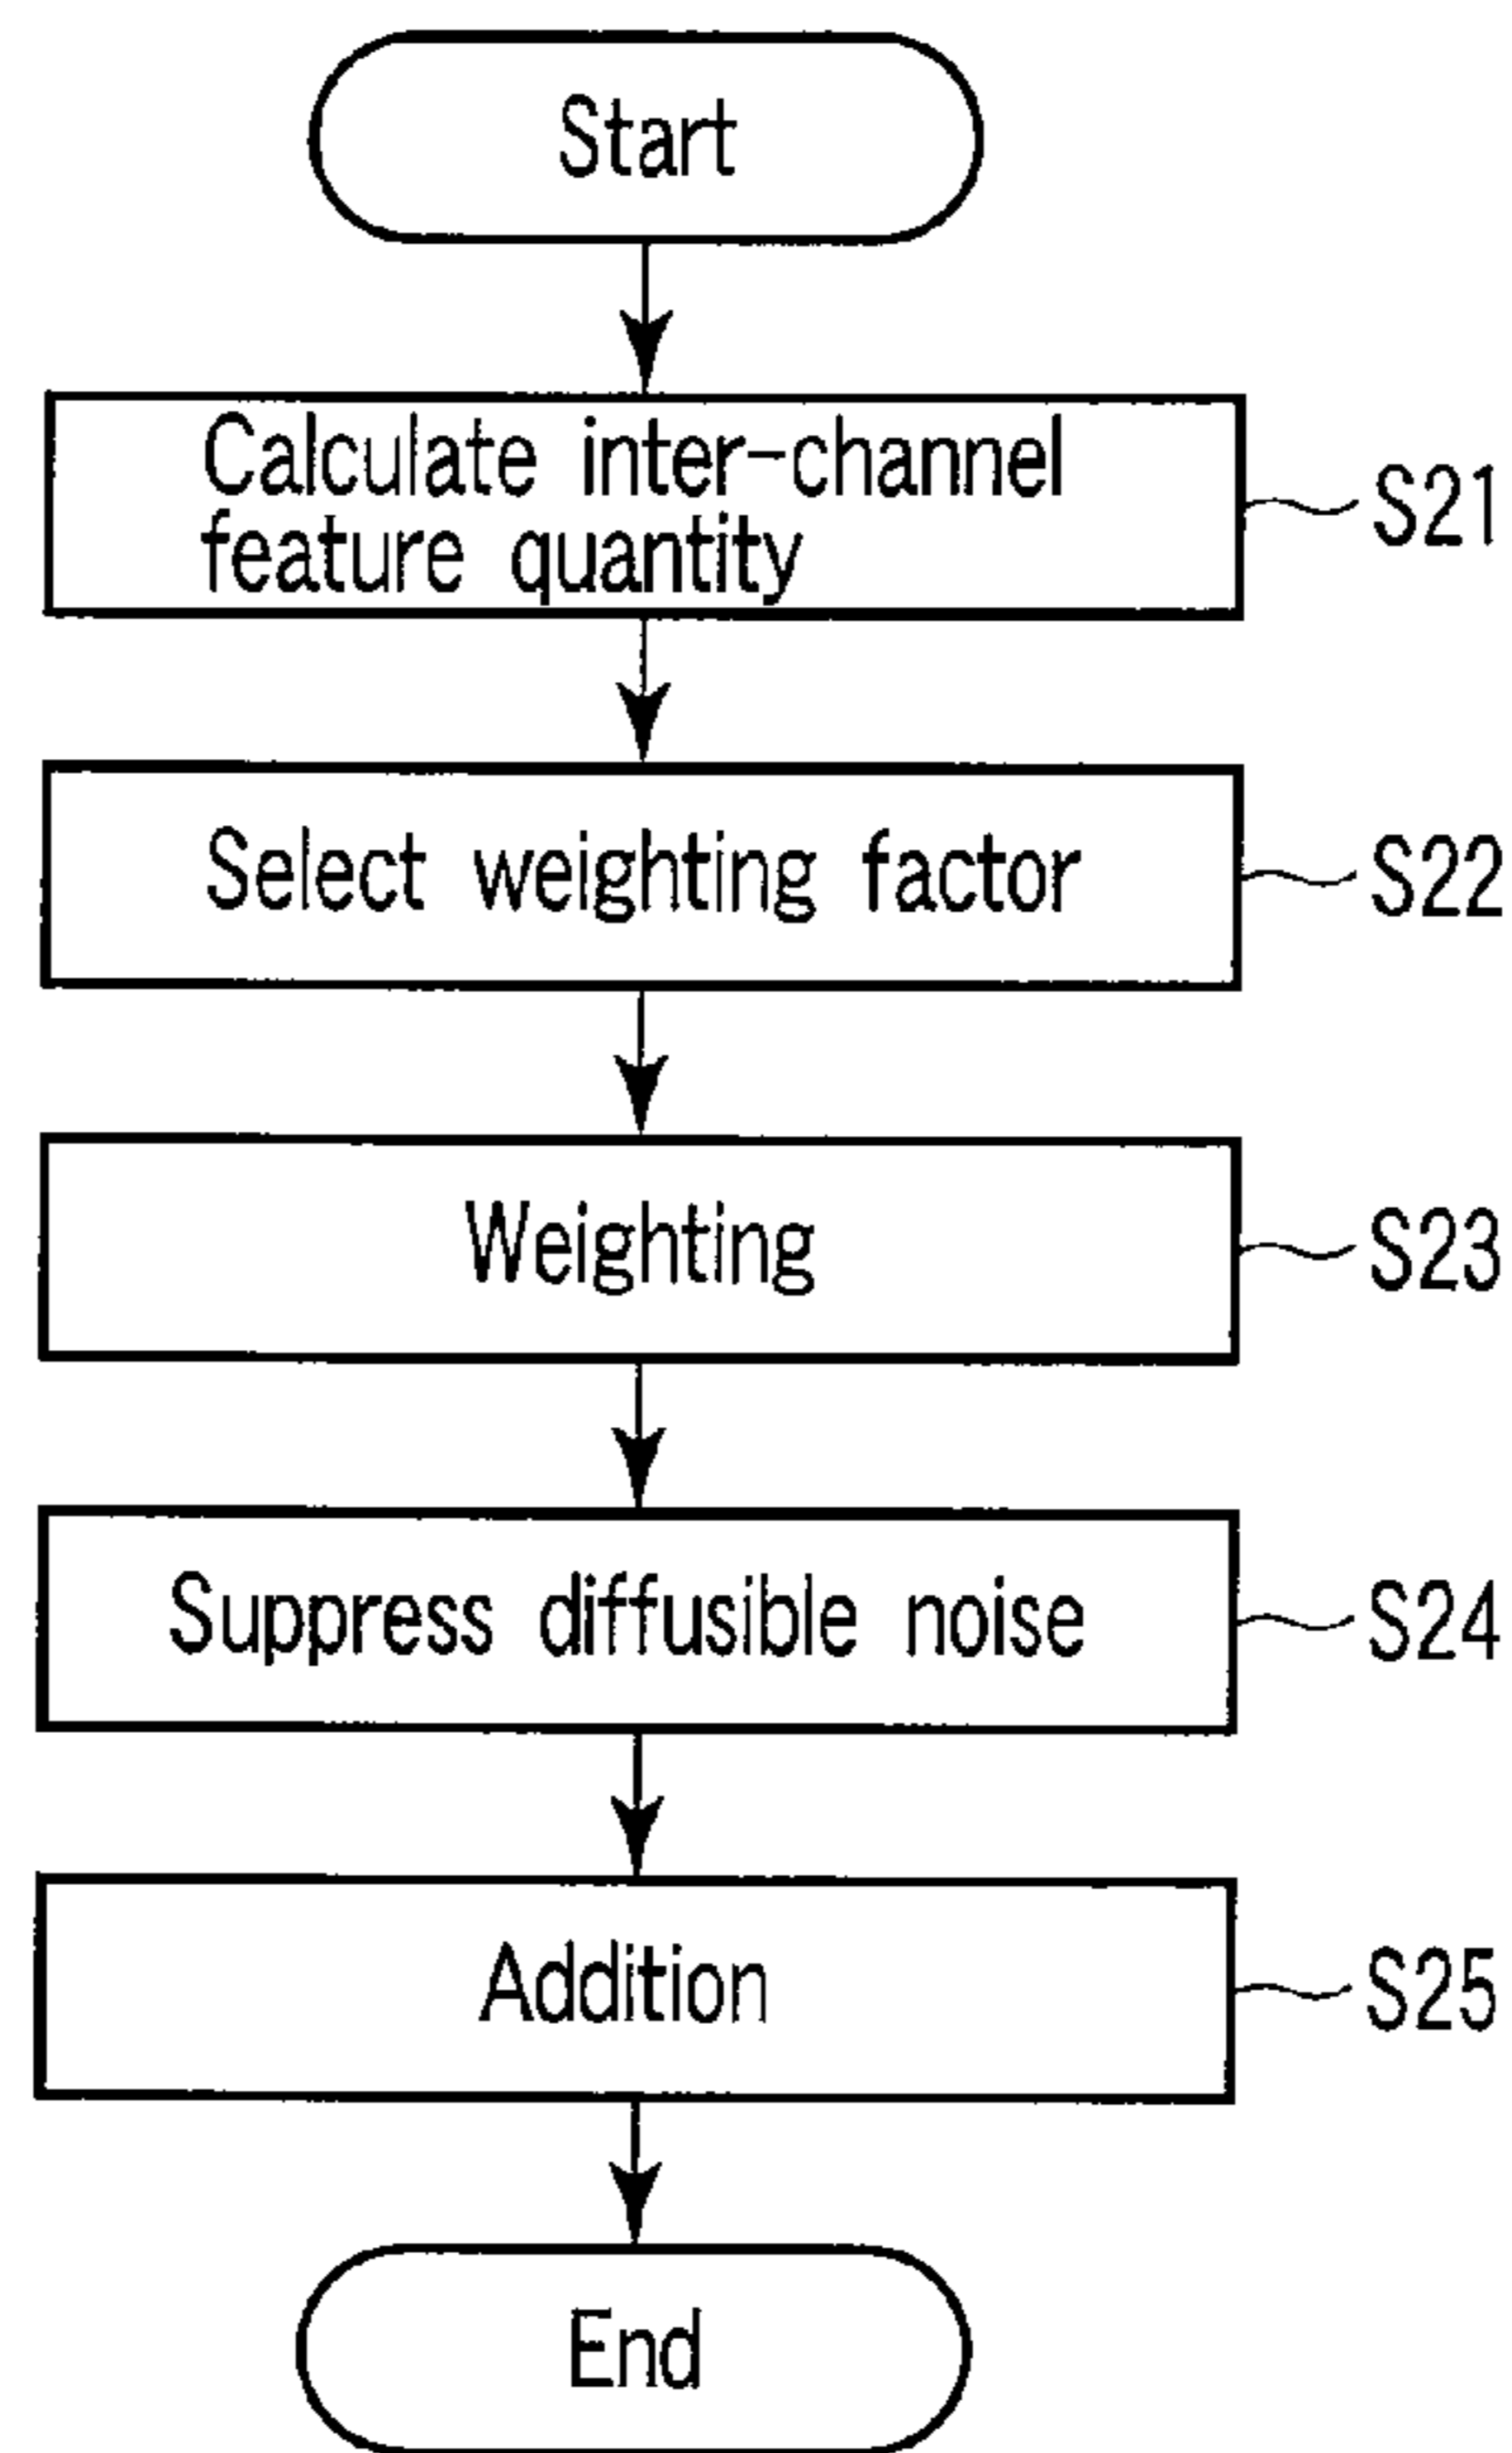 Start
Calculate inter-channel
feature quantity
S21
Select weighting factor
S22
Weighting
S23
Suppress diffusible noise
S24
Addition
S25
End